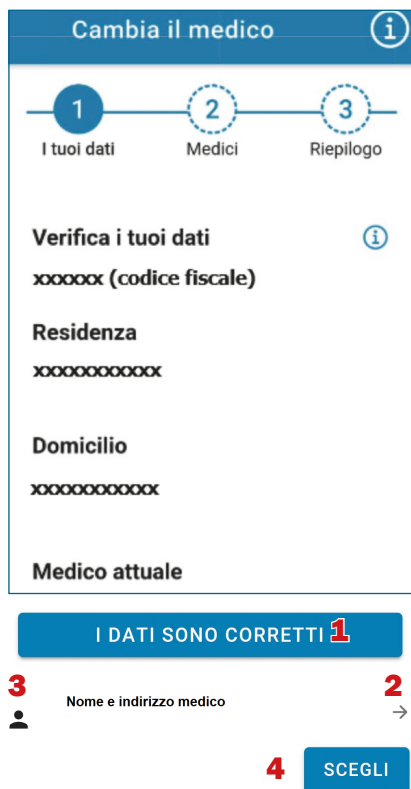 Cambia il medico
1 2 3
I tuoi dati Medici Riepilogo
Verifica i tuoi dati
xxxxxx (codice fiscale)
Residenza
xxxxxxxxxxx
Domicilio
xxxxxxxxxxx
Medico attuale
I DATI SONO CORRETTI 1
3 Nome e indirizzo medico 2
4 SCEGLI